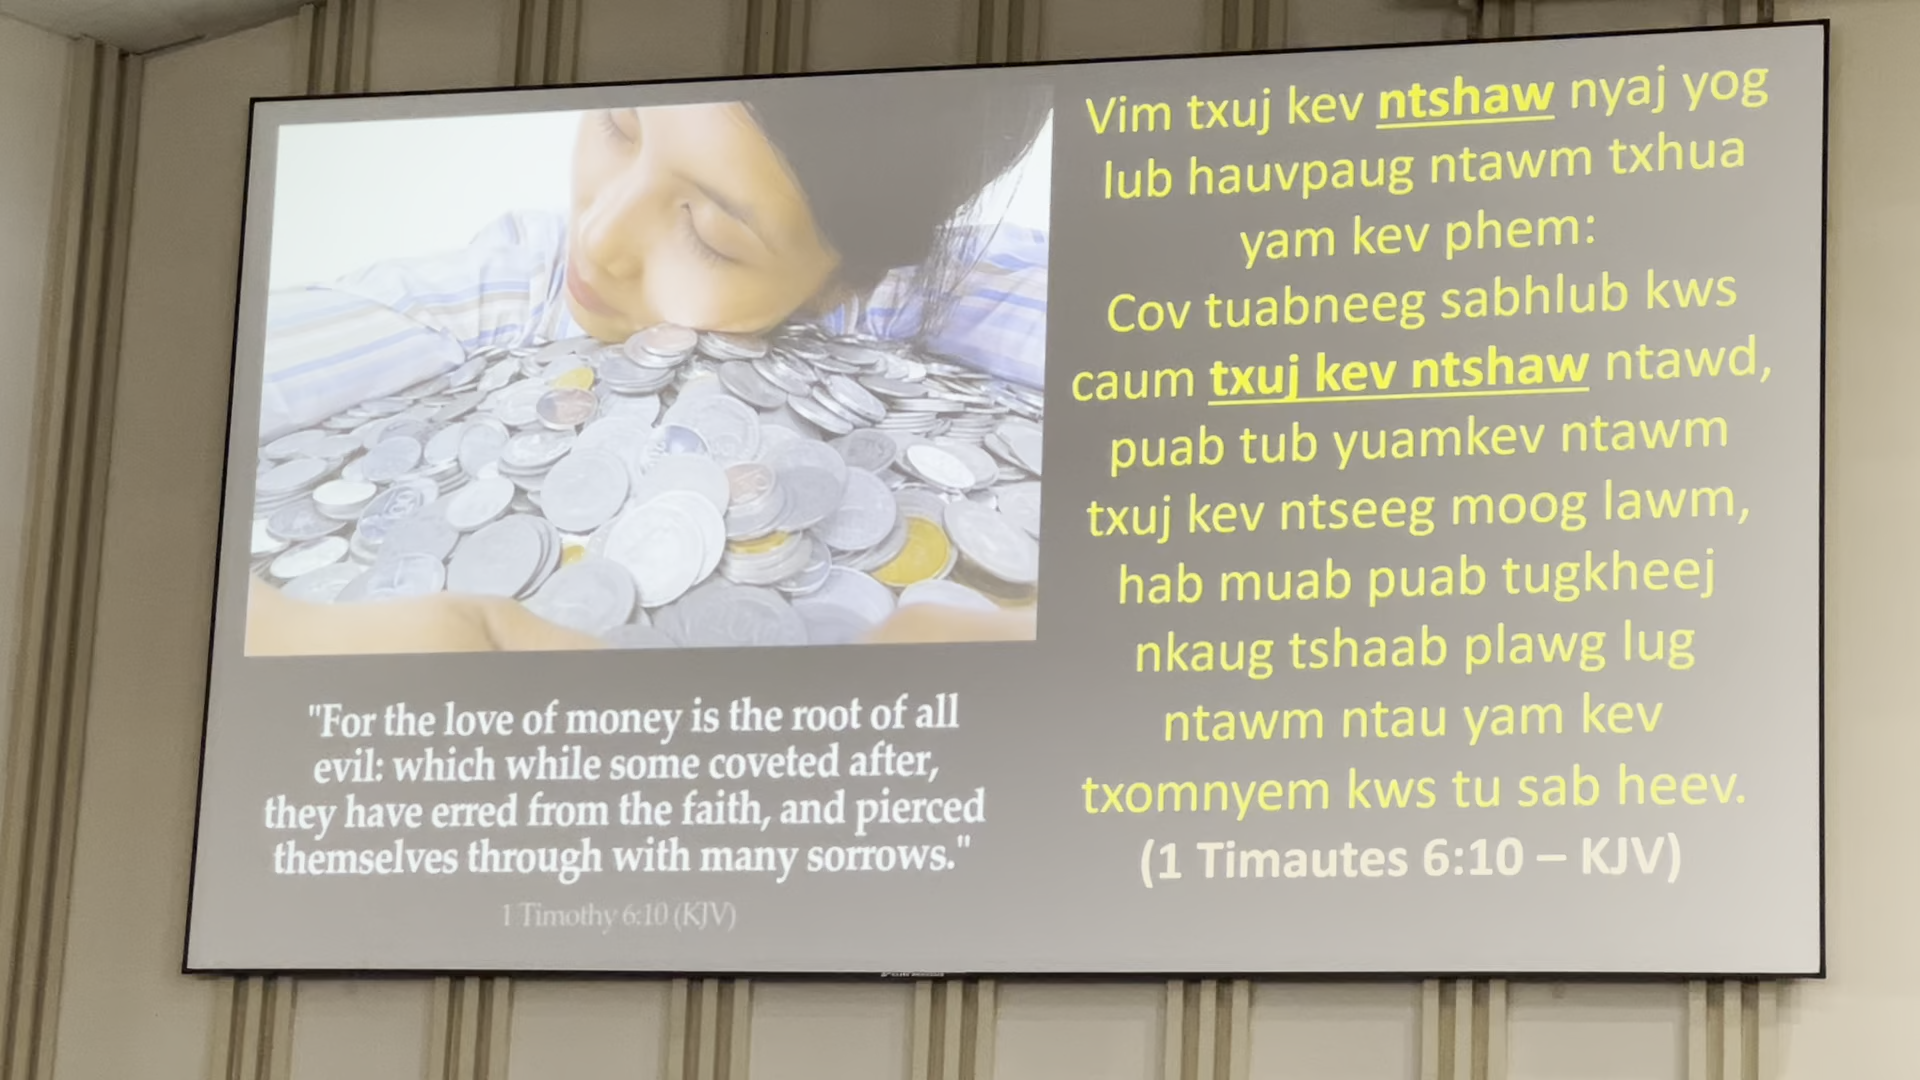 "For the love of money is the root of all
evil: which while some coveted after,
they have erred from the faith, and pierced
themselves through with many sorrows."
1 Timothy 6:10 (KJV)
Vim txuj kev ntshaw nyaj yog
lub hauvpaug ntawm txhua
yam kev phem:
Cov tuabneeg sabhlub kws
caum txuj kev ntshaw ntawd,
puab tub yuamkev ntawm
txuj kev ntseeg moog lawm,
hab muab puab tugkheej
nkaug tshaab plawg lug
ntawm ntau yam kev
txomnyem kws tu sab heev.
(1 Timautes 6:10 – KJV)